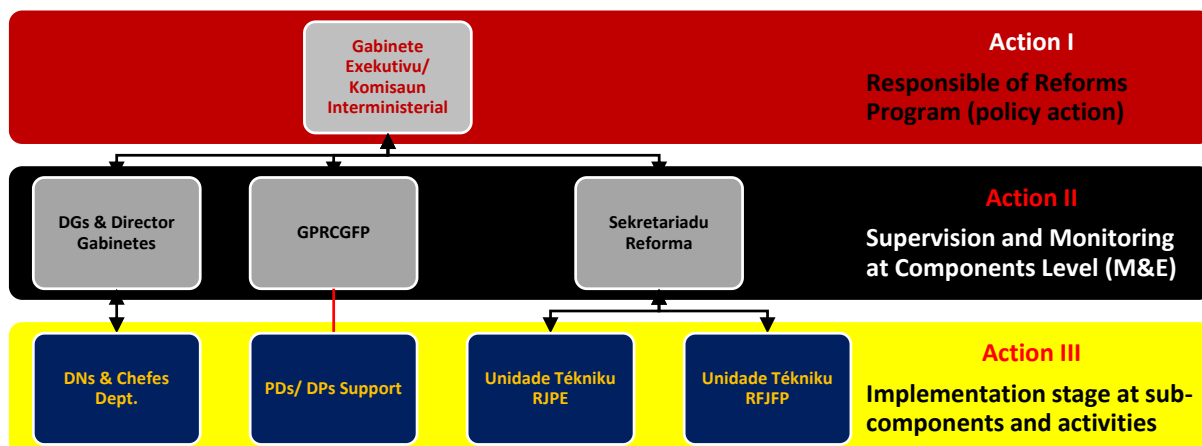 Gabinete
Exekutivu/
Komisaun
Interministerial
Action I
Responsible of Reforms
Program (policy action)
DGs & Director
Gabinetes
GPRCGFP
Sekretariadu
Reforma
Action II
Supervision and Monitoring
at Components Level (M&E)
DNs & Chefes
Dept.
PDs/ DPs Support
Unidade Tékniku
RJPE
Unidade Tékniku
RFJFP
Action III
Implementation stage at sub-
components and activities